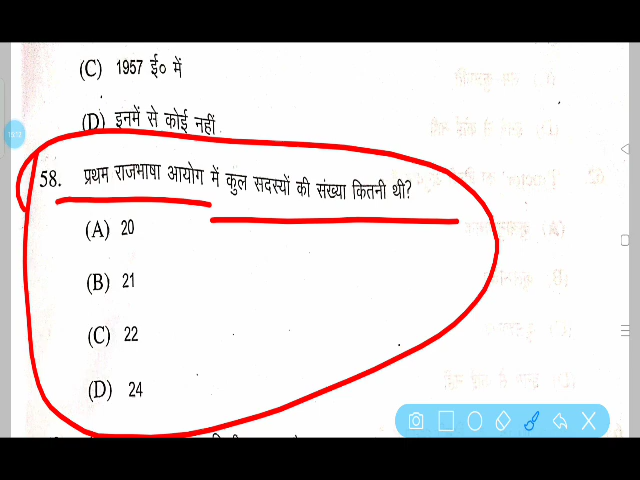 (C) 1957 ई० में
(D) इनमें से कोई नहीं
58. प्रथम राजभाषा आयोग में कुल सदस्यों की संख्या कितनी थी?
(A) 20
(B) 21
(C) 22
(D) 24